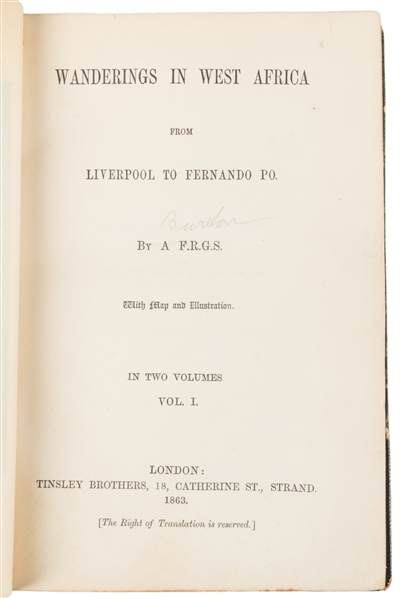 WANDERINGS IN WEST AFRICA
FROM
LIVERPOOL TO FERNANDO PO.
Burton
BY A F.R.G.S.
With Map and Illustration.
IN TWO VOLUMES
VOL. I.
LONDON:
TINSLEY BROTHERS, 18, CATHERINE ST., STRAND.
1863.
[The Right of Translation is reserved.]